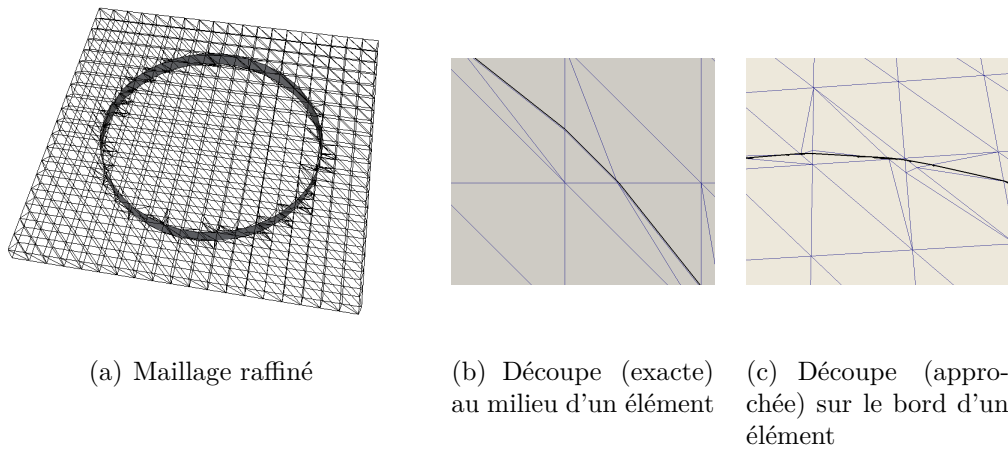 (a) Maillage raffiné
(b) Découpe (exacte)
au milieu d'un élément
(c) Découpe (appro-
chée) sur le bord d'un
élément